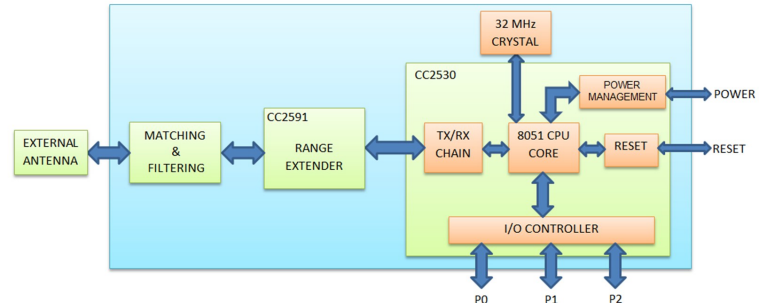 32 MHz
CRYSTAL
CC2530
POWER
MANAGEMENT
POWER
CC2591
EXTERNAL
ANTENNA
MATCHING
&
FILTERING
RANGE
EXTENDER
TX/RX
CHAIN
8051 CPU
CORE
RESET
RESET
I/O CONTROLLER
P0
P1
P2